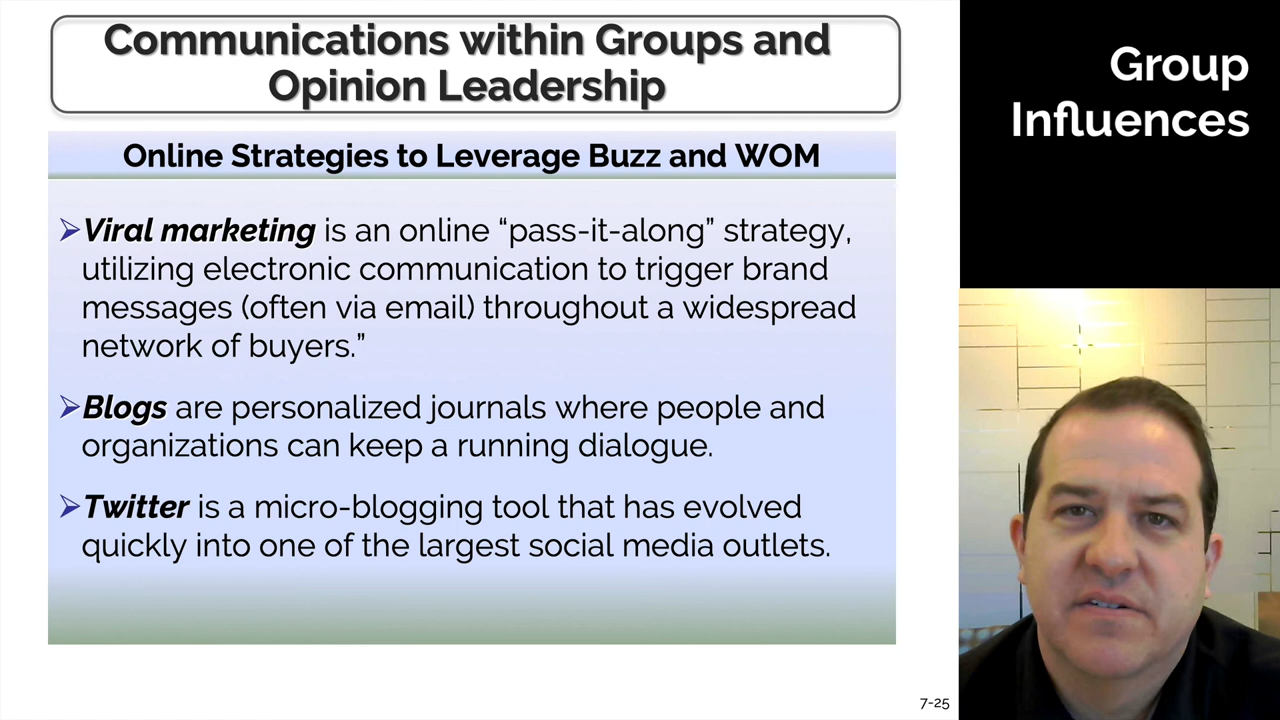 Communications within Groups and
Opinion Leadership
Group
Influences
Online Strategies to Leverage Buzz and WOM
Viral marketing is an online “pass-it-along” strategy,
utilizing electronic communication to trigger brand
messages (often via email) throughout a widespread
network of buyers.”
Blogs are personalized journals where people and
organizations can keep a running dialogue.
Twitter is a micro-blogging tool that has evolved
quickly into one of the largest social media outlets.
7-25